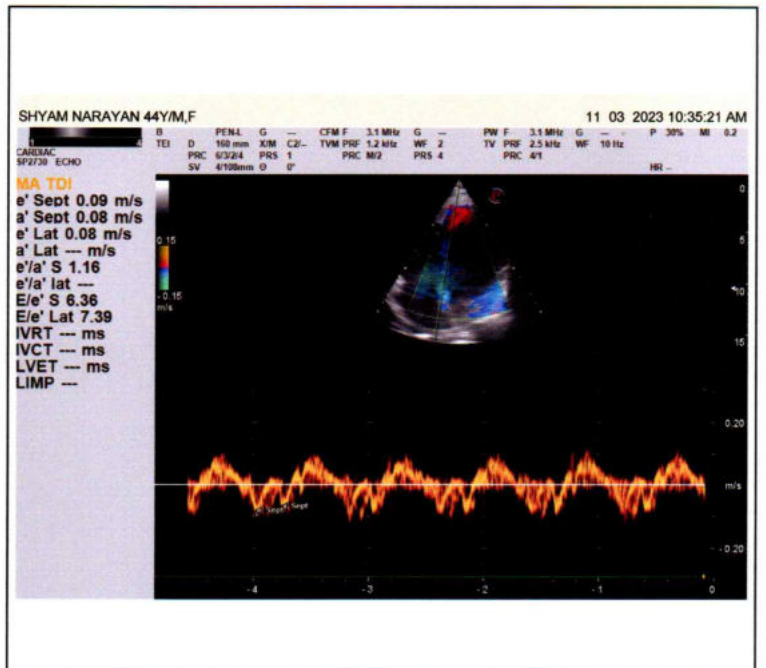 SHYAM NARAYAN 44Y/M,F 11 03 2023 10:35:21 AM
B PEN-L G --- CFM F 3.1 MHz G --- PW F 3.1 MHz G --- - P 30% MI 0.2
TEI D 160 mm X/M C2/-- TVM PRF 1.2 kHz WF 2 TV PRF 2.5 kHz WF 10 Hz
PRC 6/3/2/4 PRS 1 PRC M/2 PRS 4 PRC 4/1
SV 4/108mm Θ 0° HR --
1 4
CARDIAC
SP2730 ECHO
MA TDI
e' Sept 0.09 m/s
a' Sept 0.08 m/s
e' Lat 0.08 m/s
a' Lat --- m/s
e'/a' S 1.16
e'/a' lat ---
E/e' S 6.36
E/e' Lat 7.39
IVRT --- ms
IVCT --- ms
LVET --- ms
LIMP ---
0.15
- 0.15
m/s
0
5
10
15
0.20
m/s
- 0.20
Sept Sept
-4 -3 -2 -1 0